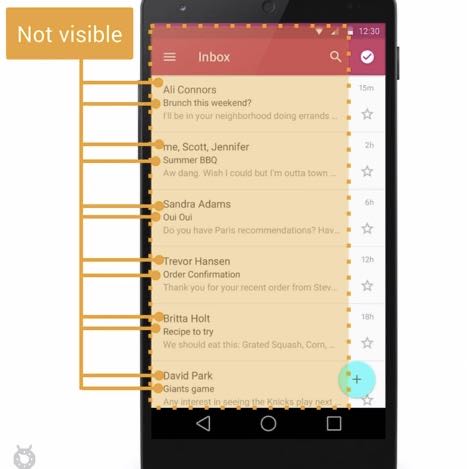 Not visible
12:30
Inbox
Ali Connors
15m
Brunch this weekend?
I'll be in your neighborhood doing errands ...
me, Scott, Jennifer
2h
Summer BBQ
Aw dang. Wish I could but I'm outta town ...
Sandra Adams
6h
Oui Oui
Do you have Paris recommendations? Hav...
Trevor Hansen
12h
Order Confirmation
Thank you for your recent order from Stev...
Britta Holt
18h
Recipe to try
We should eat this: Grated Squash, Corn, ...
David Park
Giants game
Any interest in seeing the Knicks play next ...